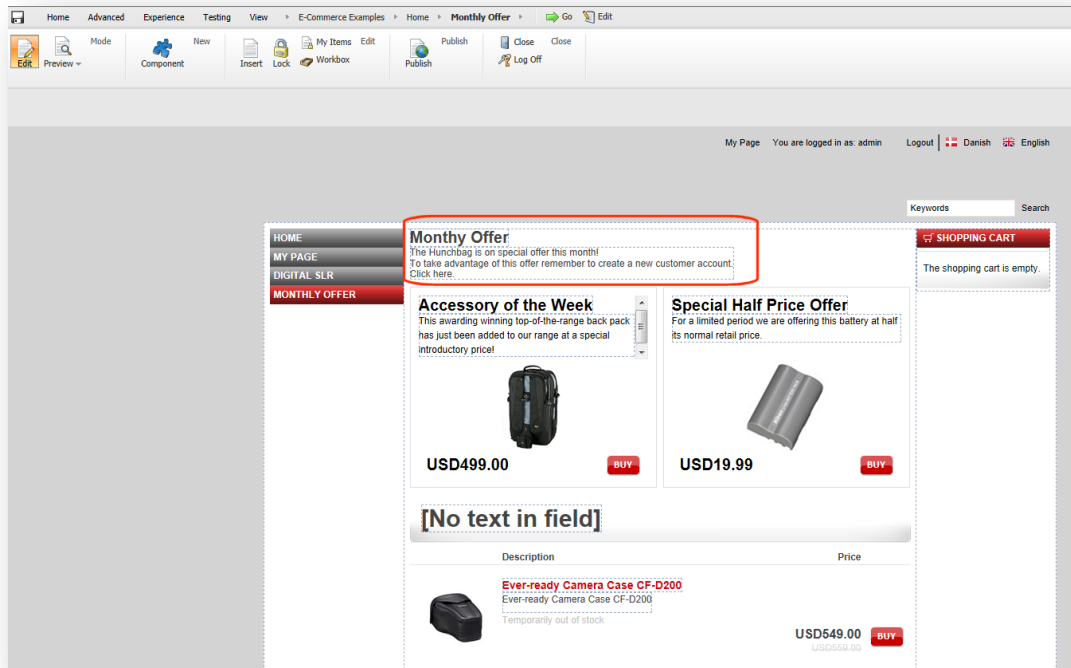 Home Advanced Experience Testing View E-Commerce Examples Home Monthly Offer Go Edit
Edit Preview Mode
Component New
Insert Lock My Items Edit
Workbox
Publish Publish
Close Close
Log Off
My Page You are logged in as: admin Logout Danish English
Keywords Search
HOME
MY PAGE
DIGITAL SLR
MONTHLY OFFER
Monthy Offer
The Hunchbag is on special offer this month!
To take advantage of this offer remember to create a new customer account.
Click here.
SHOPPING CART
The shopping cart is empty.
Accessory of the Week
This awarding winning top-of-the-range back pack
has just been added to our range at a special
introductory price!
USD499.00 BUY
Special Half Price Offer
For a limited period we are offering this battery at half
its normal retail price.
USD19.99 BUY
[No text in field]
Description Price
Ever-ready Camera Case CF-D200
Ever-ready Camera Case CF-D200
Temporarily out of stock
USD549.00 BUY
USD559.00